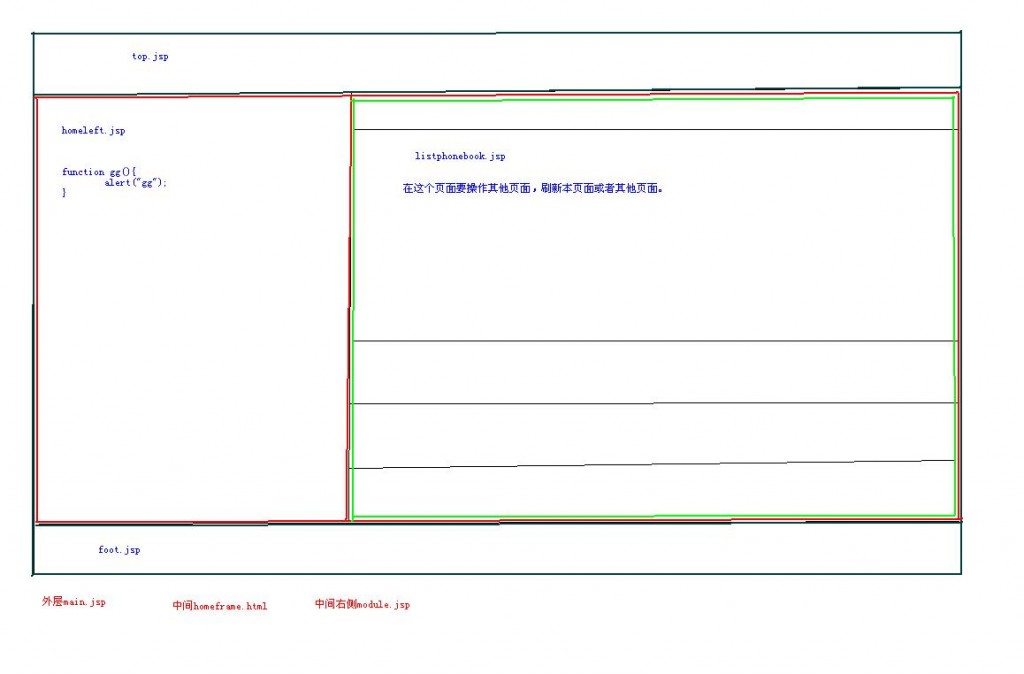 top.jsp
homeleft.jsp
function gg(){
alert("gg");
}
listphonebook.jsp
在这个页面要操作其他页面，刷新本页面或者其他页面。
foot.jsp
外层main.jsp
中间homeframe.html
中间右侧module.jsp